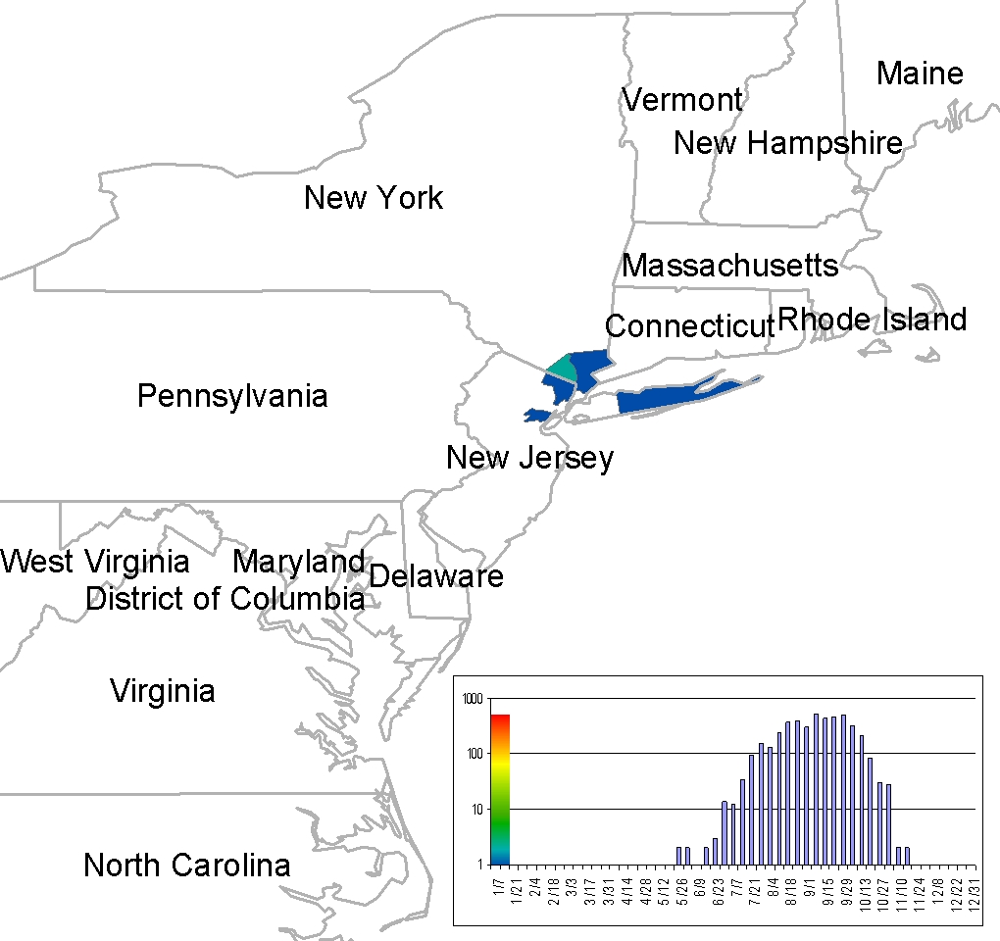 Maine
Vermont
New Hampshire
New York
Massachusetts
Connecticut
Rhode Island
Pennsylvania
New Jersey
West Virginia
Maryland
Delaware
District of Columbia
Virginia
North Carolina
1000
100
10
1
1/7
1/21
2/4
2/18
3/3
3/17
3/31
4/14
4/28
5/12
5/26
6/9
6/23
7/7
7/21
8/4
8/18
9/1
9/15
9/29
10/13
10/27
11/10
11/24
12/8
12/22
12/31